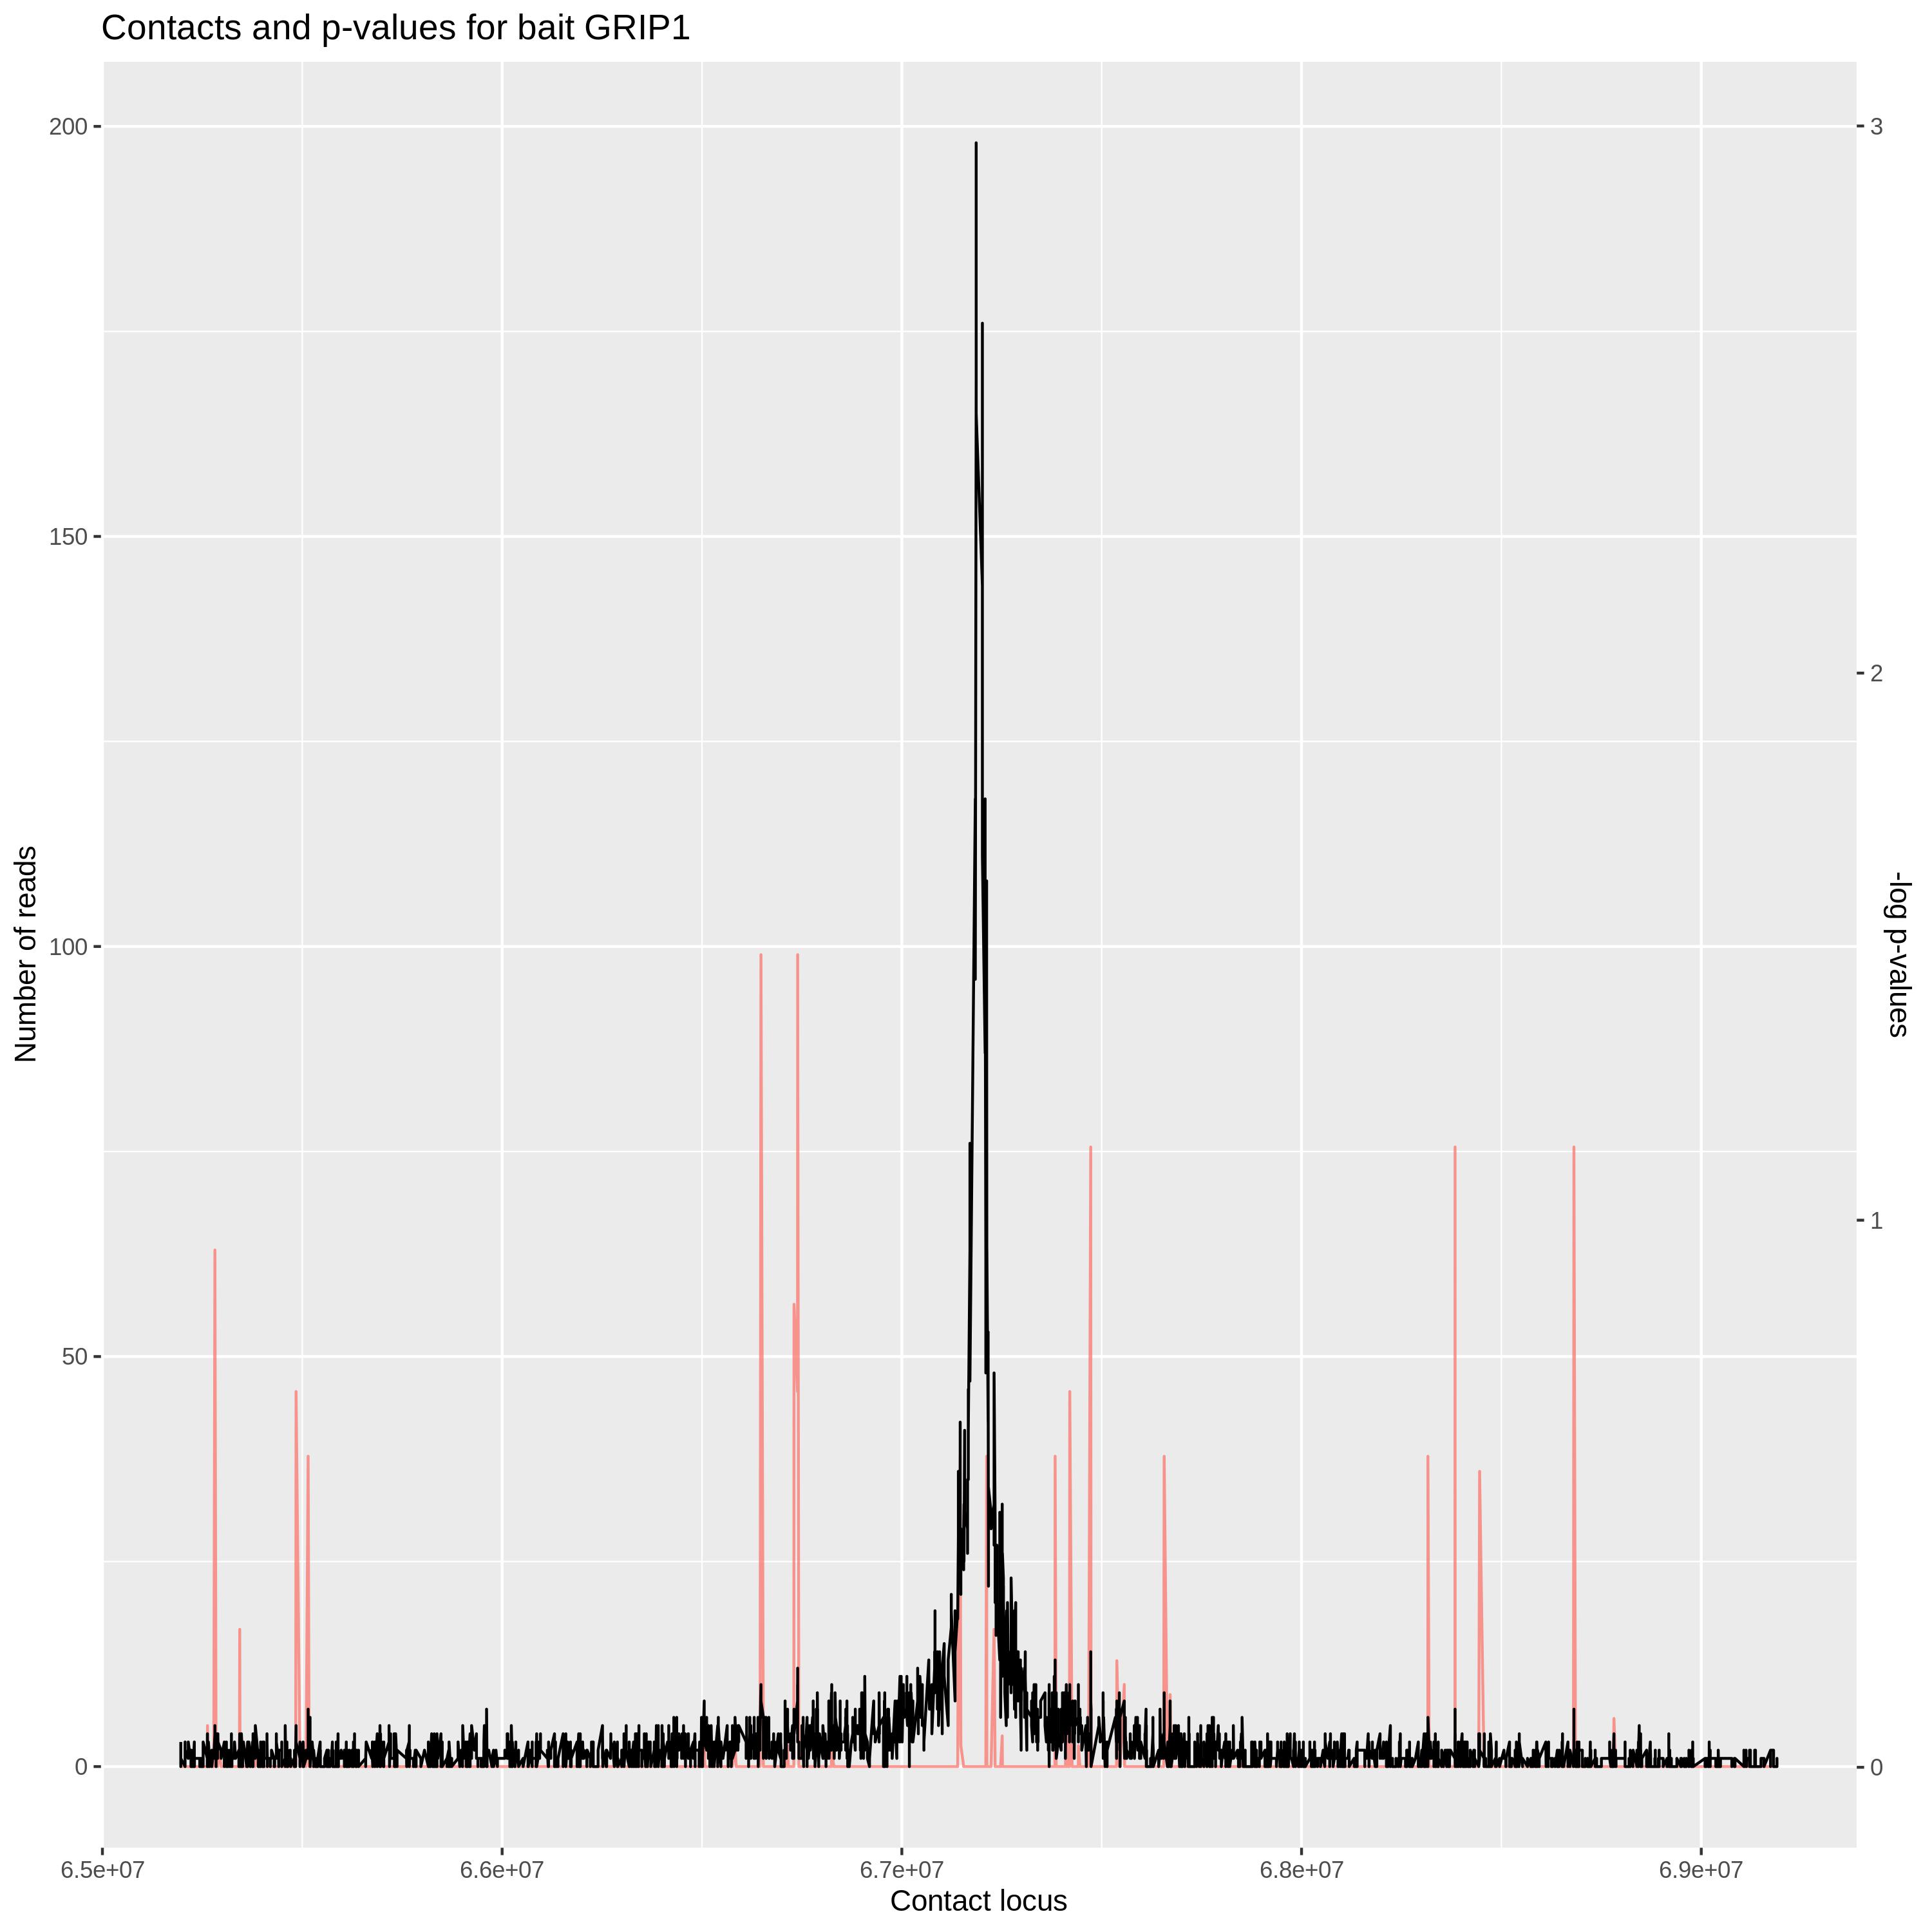 Contacts and p-values for bait GRIP1
200
150
100
50
0
Number of reads
3
2
1
0
-log p-values
6.5e+07
6.6e+07
6.7e+07
6.8e+07
6.9e+07
Contact locus